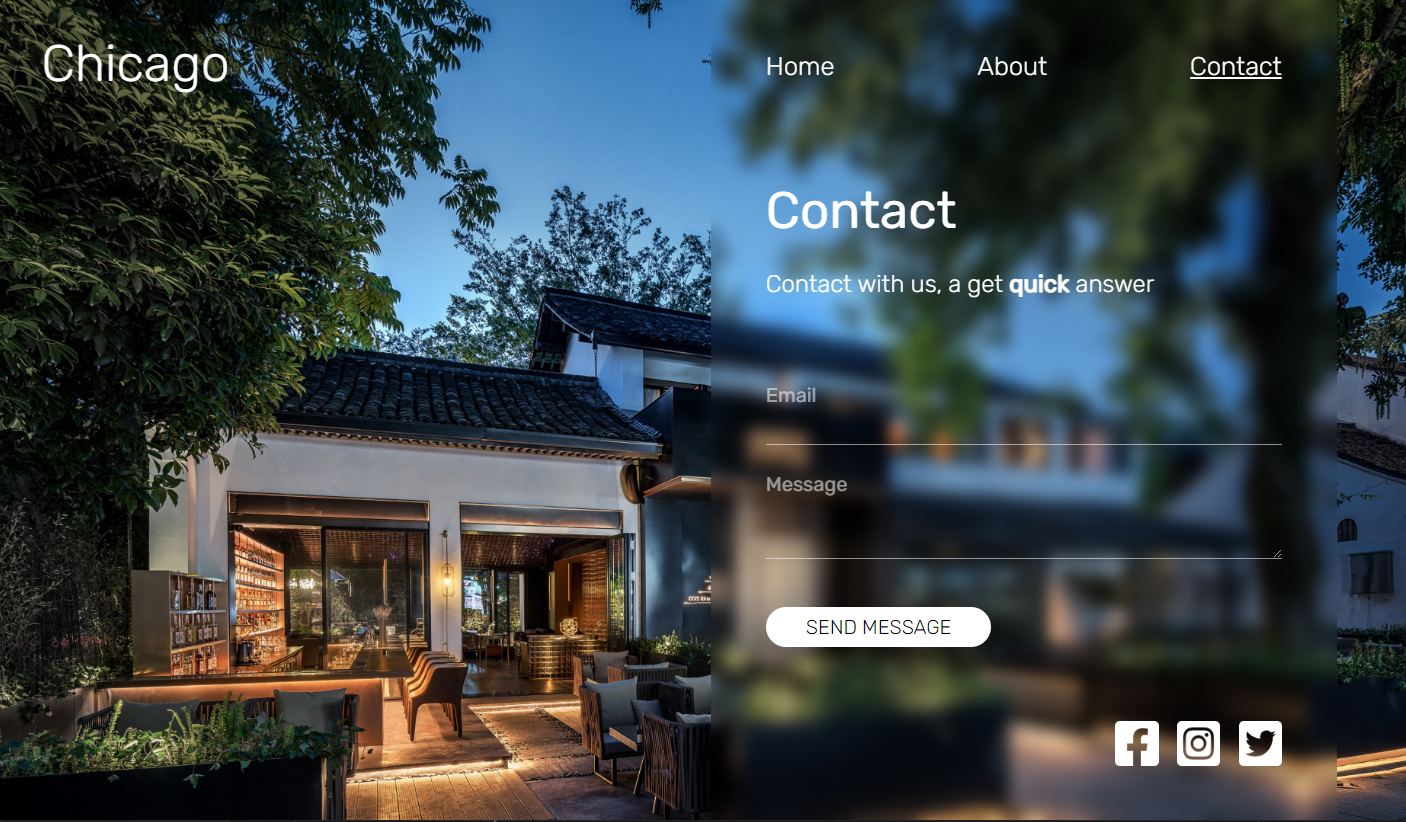 Chicago
Home About Contact
Contact
Contact with us, a get quick answer
Email
Message
SEND MESSAGE